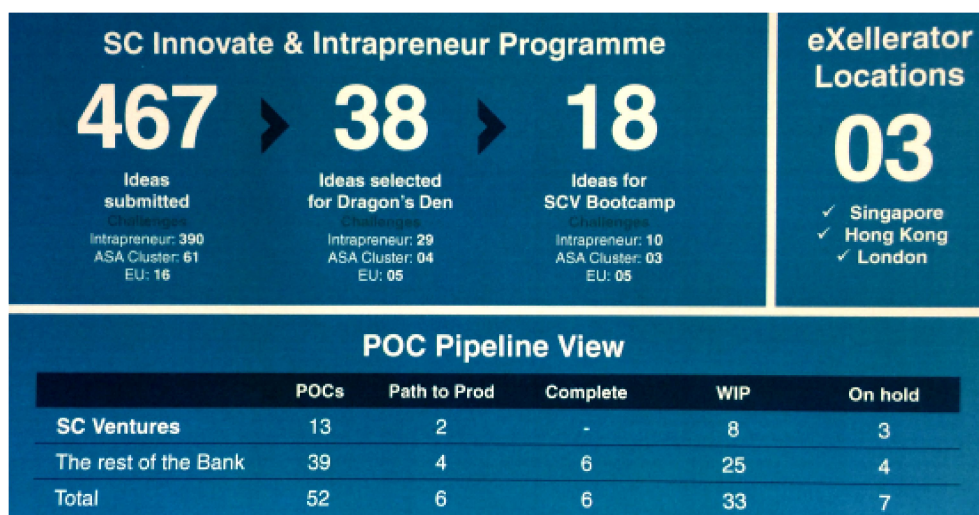 SC Innovate & Intrapreneur Programme
467
38
18
Ideas
submitted
Challenges
Intrapreneur: 390
ASA Cluster: 61
EU: 16
Ideas selected
for Dragon's Den
Challenges
Intrapreneur: 29
ASA Cluster: 04
EU: 05
Ideas for
SCV Bootcamp
Challenges
Intrapreneur: 10
ASA Cluster: 03
EU: 05
eXellerator
Locations
03
✓ Singapore
✓ Hong Kong
✓ London
POC Pipeline View
POCs Path to Prod Complete WIP On hold
SC Ventures 13 2 - 8 3
The rest of the Bank 39 4 6 25 4
Total 52 6 6 33 7